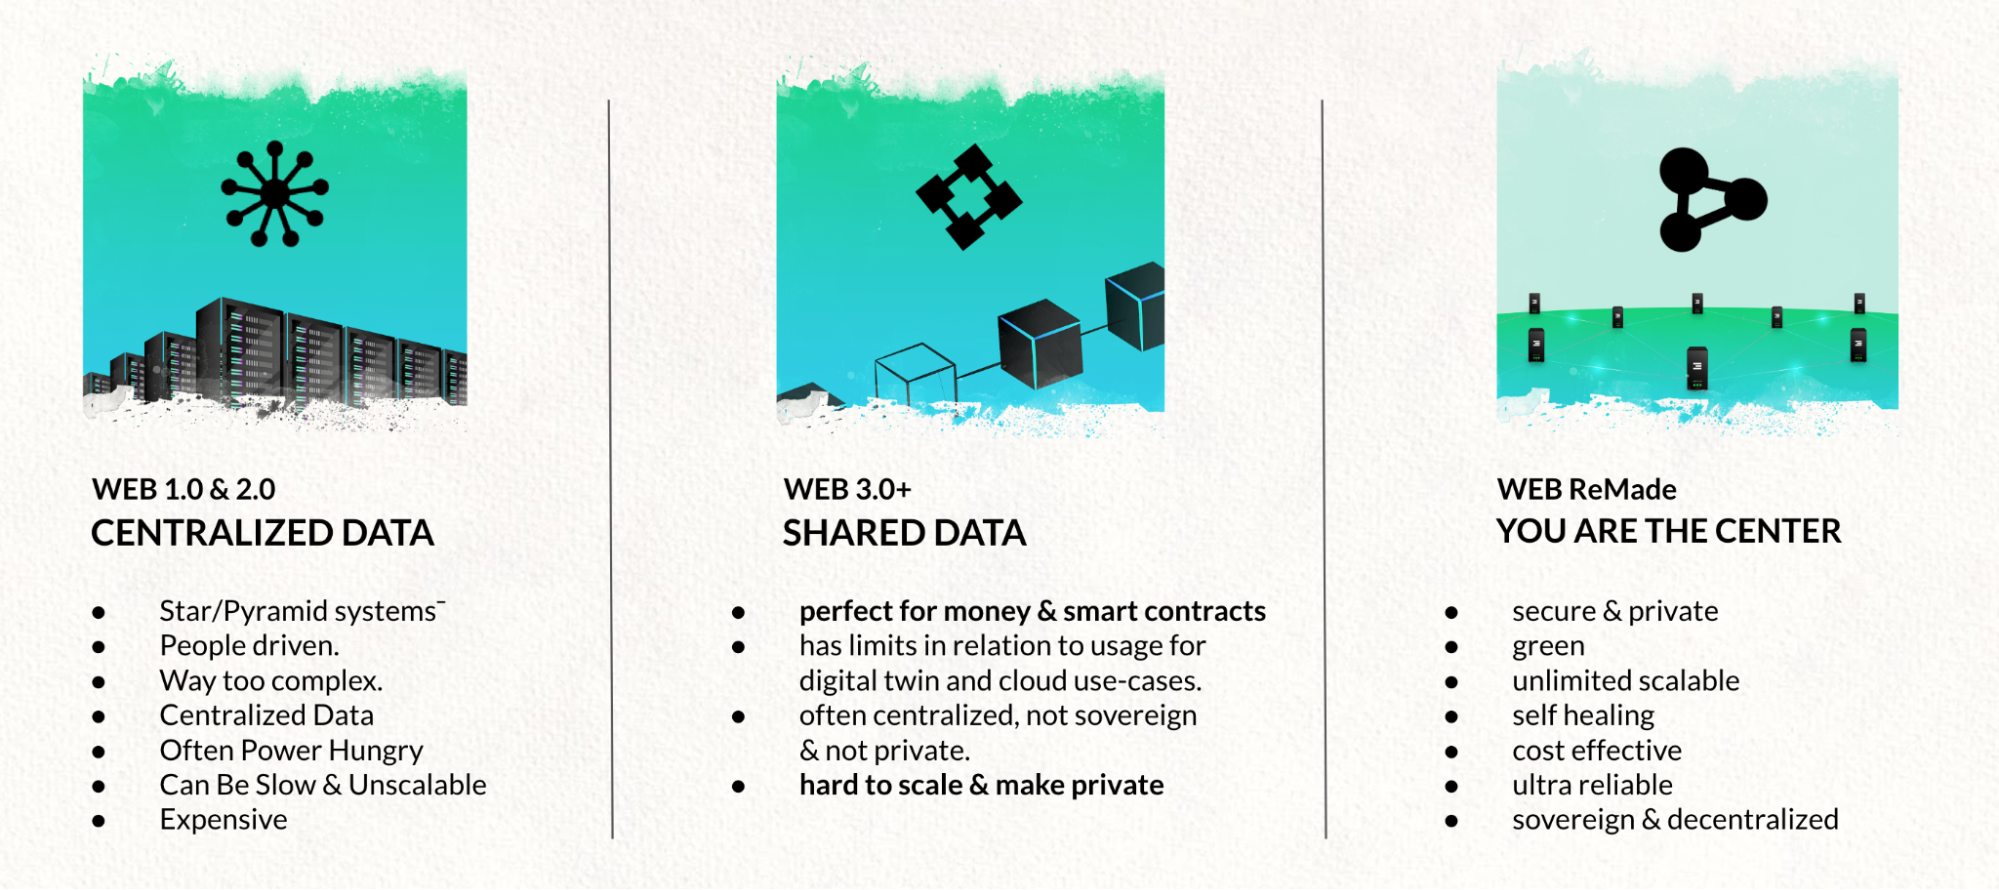 WEB 1.0 & 2.0
CENTRALIZED DATA
● Star/Pyramid systems¯
● People driven.
● Way too complex.
● Centralized Data
● Often Power Hungry
● Can Be Slow & Unscalable
● Expensive
WEB 3.0+
SHARED DATA
● perfect for money & smart contracts
● has limits in relation to usage for
digital twin and cloud use-cases.
● often centralized, not sovereign
& not private.
● hard to scale & make private
WEB ReMade
YOU ARE THE CENTER
● secure & private
● green
● unlimited scalable
● self healing
● cost effective
● ultra reliable
● sovereign & decentralized